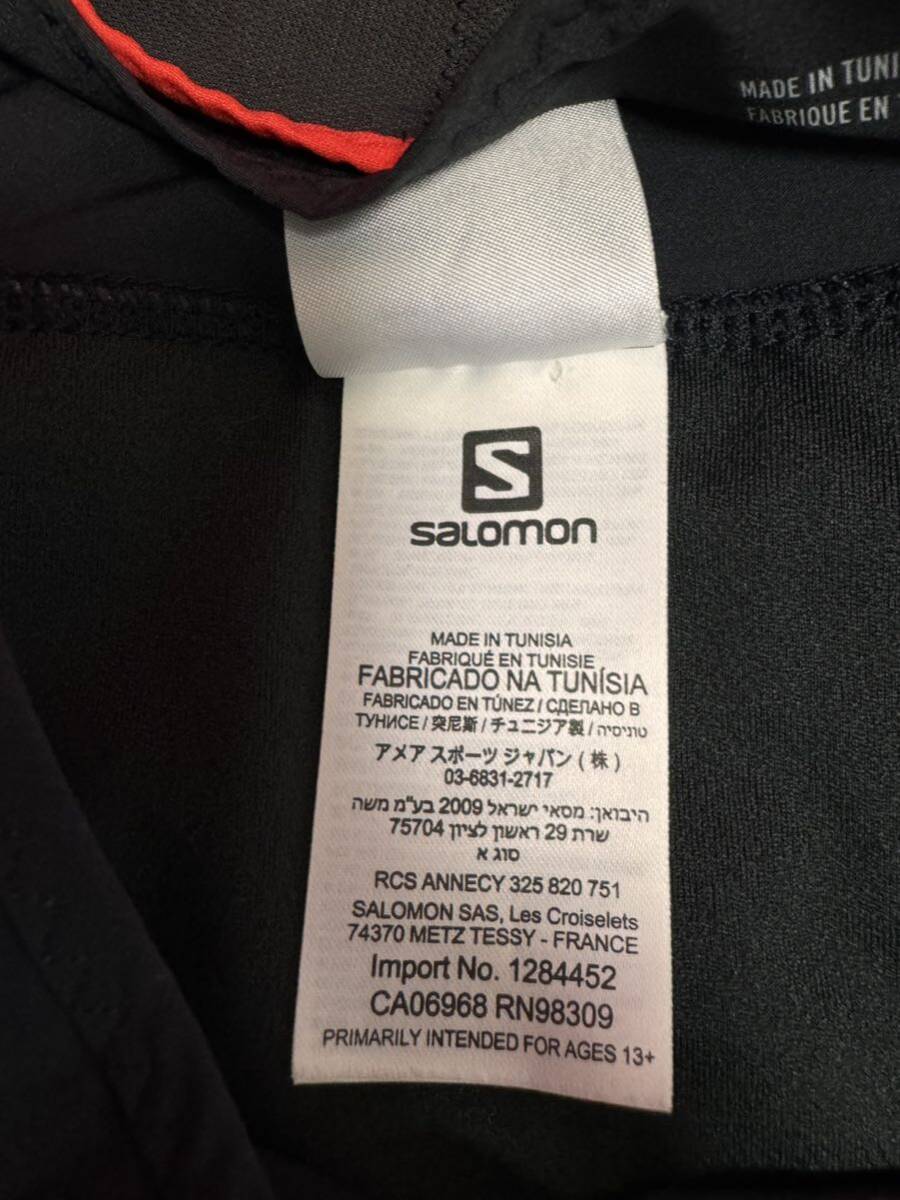 MADE IN TUNI
FABRIQUE EN
S
SALOMON
MADE IN TUNISIA
FABRIQUÉ EN TUNISIE
FABRICADO NA TUNÍSIA
FABRICADO EN TÚNEZ / СДЕЛАНО В
ТУНИСЕ / 突尼斯 / チュニジア製 / טוניסיה
アメア スポーツ ジャパン ( 株 )
03-6831-2717
היבואן: מסאי ישראל 2009 בע"מ משה
שרת 29 ראשון לציון 75704
סוג א
RCS ANNECY 325 820 751
SALOMON SAS, Les Croiselets
74370 METZ TESSY - FRANCE
Import No. 1284452
CA06968 RN98309
PRIMARILY INTENDED FOR AGES 13+